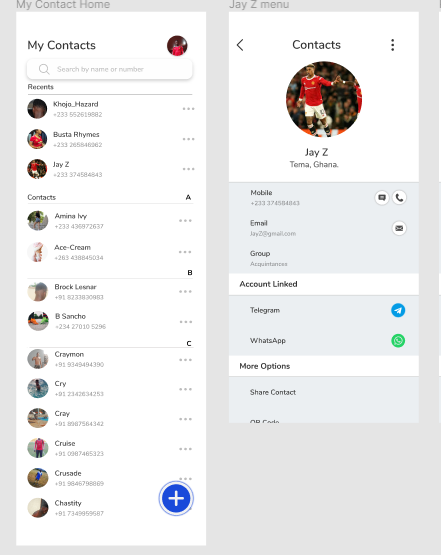 My Contact Home
My Contacts
Search by name or number
Recents
Khojo_Hazard
+233 552619882
Busta Rhymes
+233 265846962
Jay Z
+233 374584843
Contacts
A
Amina Ivy
+233 436972637
Ace-Cream
+263 438845034
B
Brock Lesnar
+91 8233830983
B Sancho
+234 27010 5296
C
Craymon
+91 9349494390
Cry
+91 2342634253
Cray
+91 8987584342
Cruise
+91 0987465323
Crusade
+91 8846798889
Chastity
+91 7349959587
Jay Z menu
Contacts
Jay Z
Tema, Ghana.
Mobile
+233 374584843
Email
JayZ@gmail.com
Group
Acquintanzes
Account Linked
Telegram
WhatsApp
More Options
Share Contact
QR Code